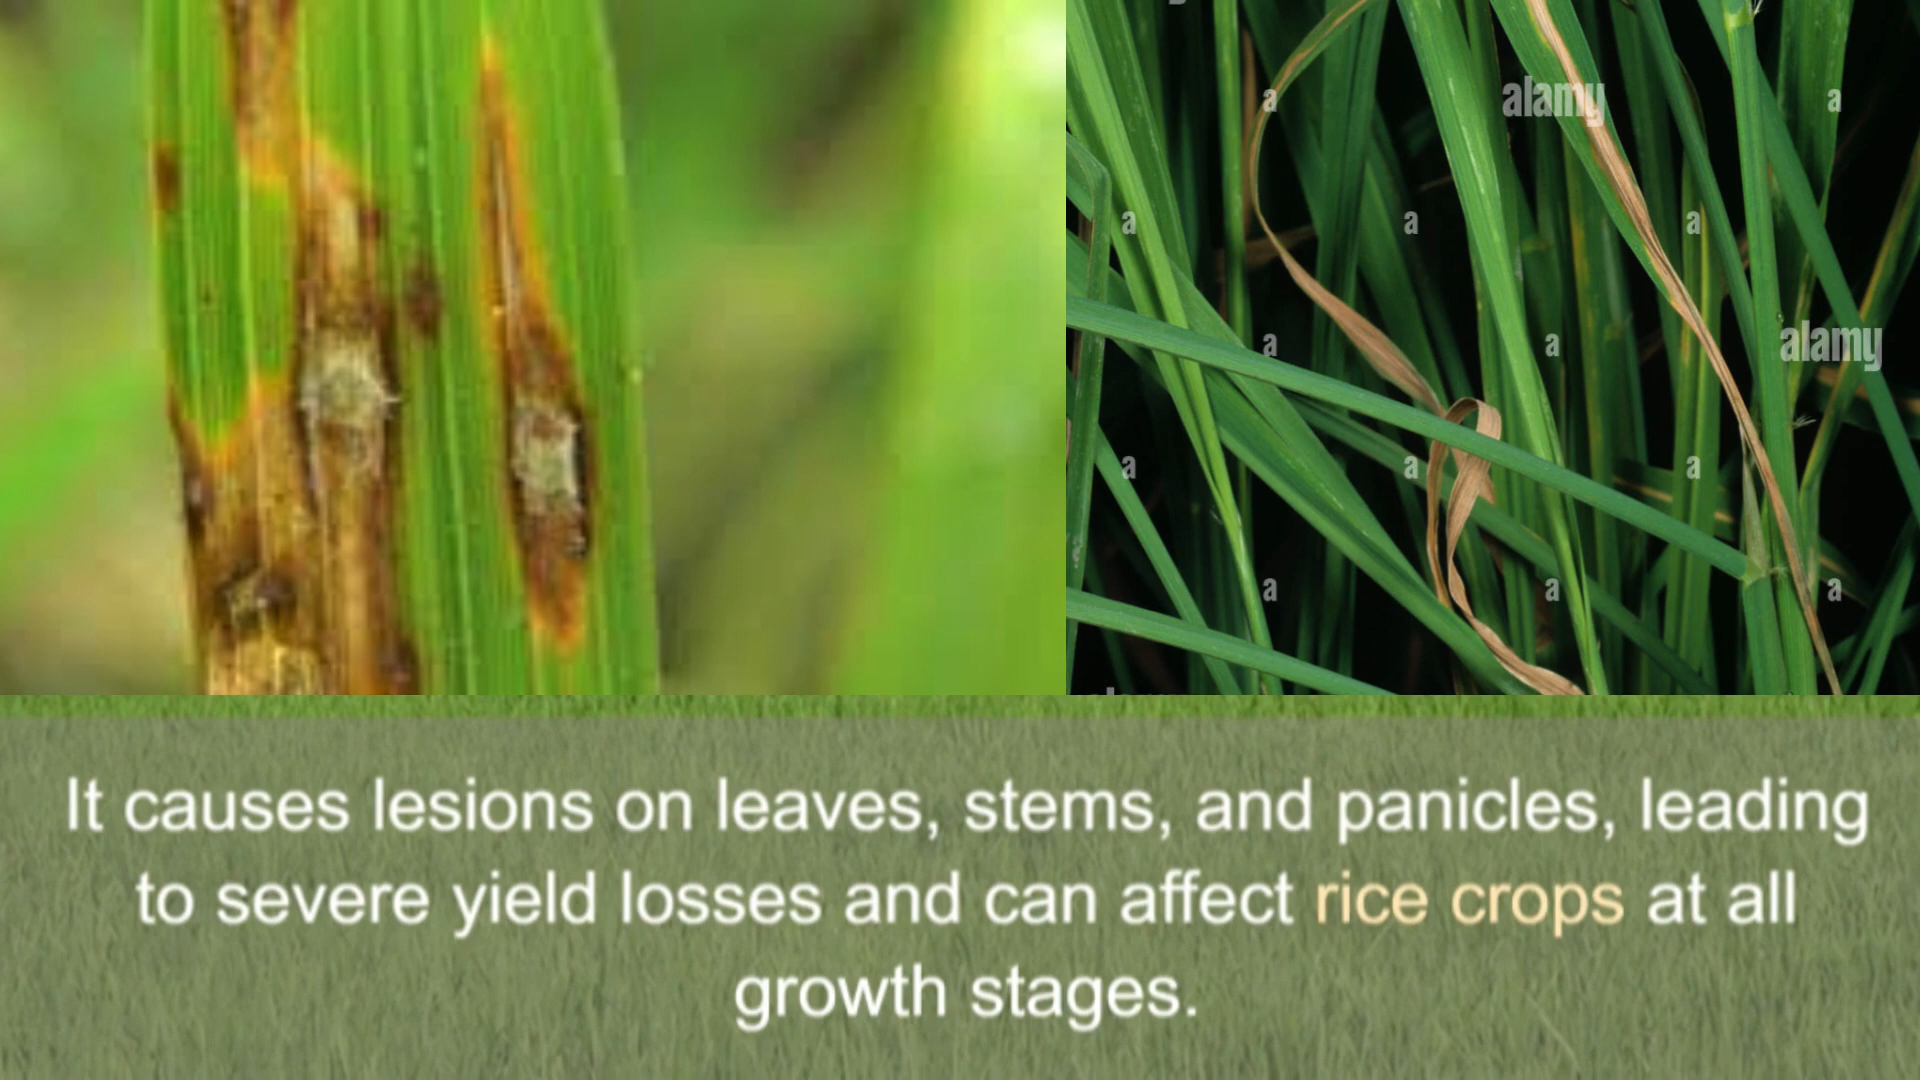 alamy
a
a
a
a
a
a
a
alamy
a
a
a
a
a
a
It causes lesions on leaves, stems, and panicles, leading
to severe yield losses and can affect rice crops at all
growth stages.